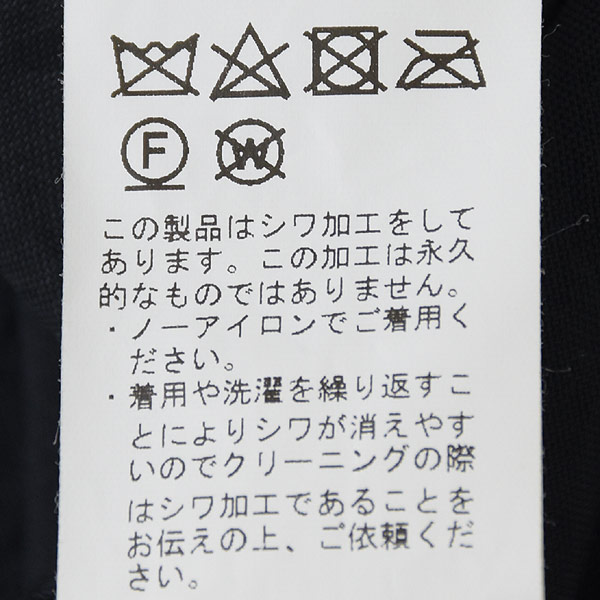 F W
この製品はシワ加工をして
あります。この加工は永久
的なものではありません。
・ノーアイロンでご着用く
ださい。
・着用や洗濯を繰り返すこ
とによりシワが消えやす
いのでクリーニングの際
はシワ加工であることを
お伝えの上、ご依頼くだ
さい。